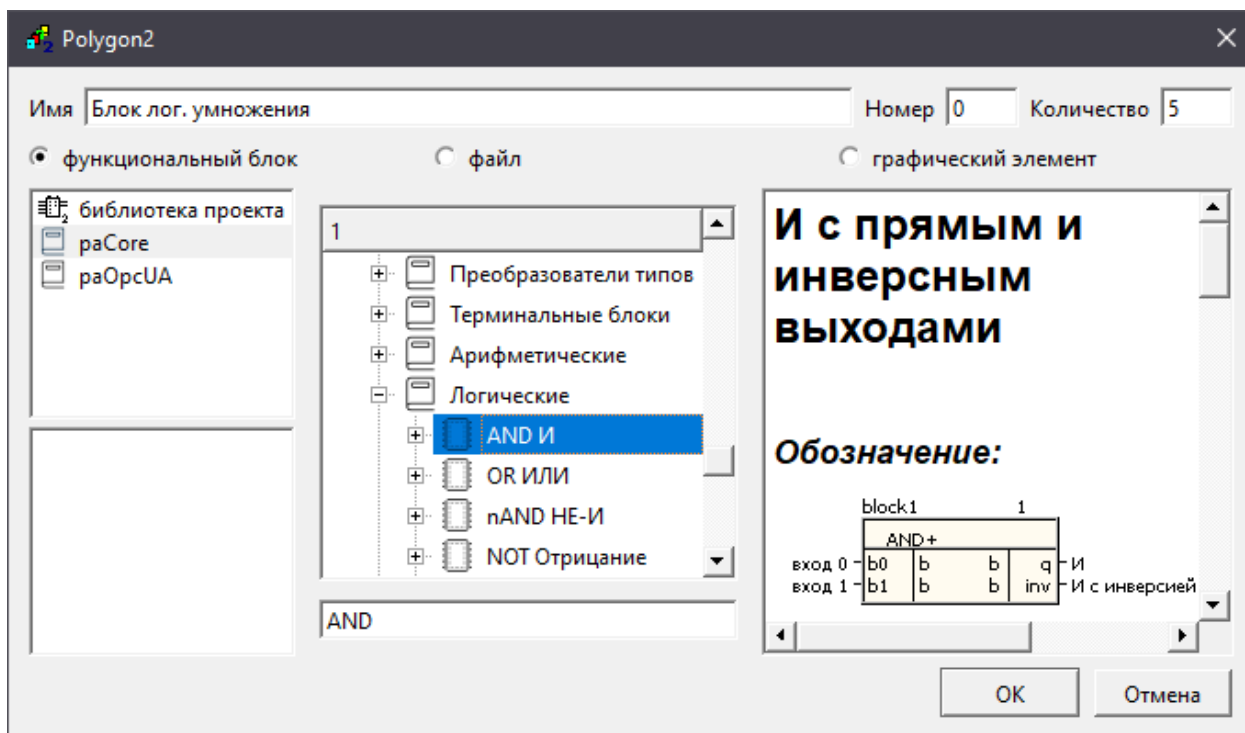 Polygon2
Имя Блок лог. умножения Номер 0 Количество 5
функциональный блок файл графический элемент
библиотека проекта
paCore
paOpcUA
1
Преобразователи типов
Терминальные блоки
Арифметические
Логические
AND И
OR ИЛИ
nAND НЕ-И
NOT Отрицание
AND
И с прямым и
инверсным
выходами
Обозначение:
block1 1
AND+
вход 0 b0 b b q И
вход 1 b1 b b inv И с инверсией
OK Отмена